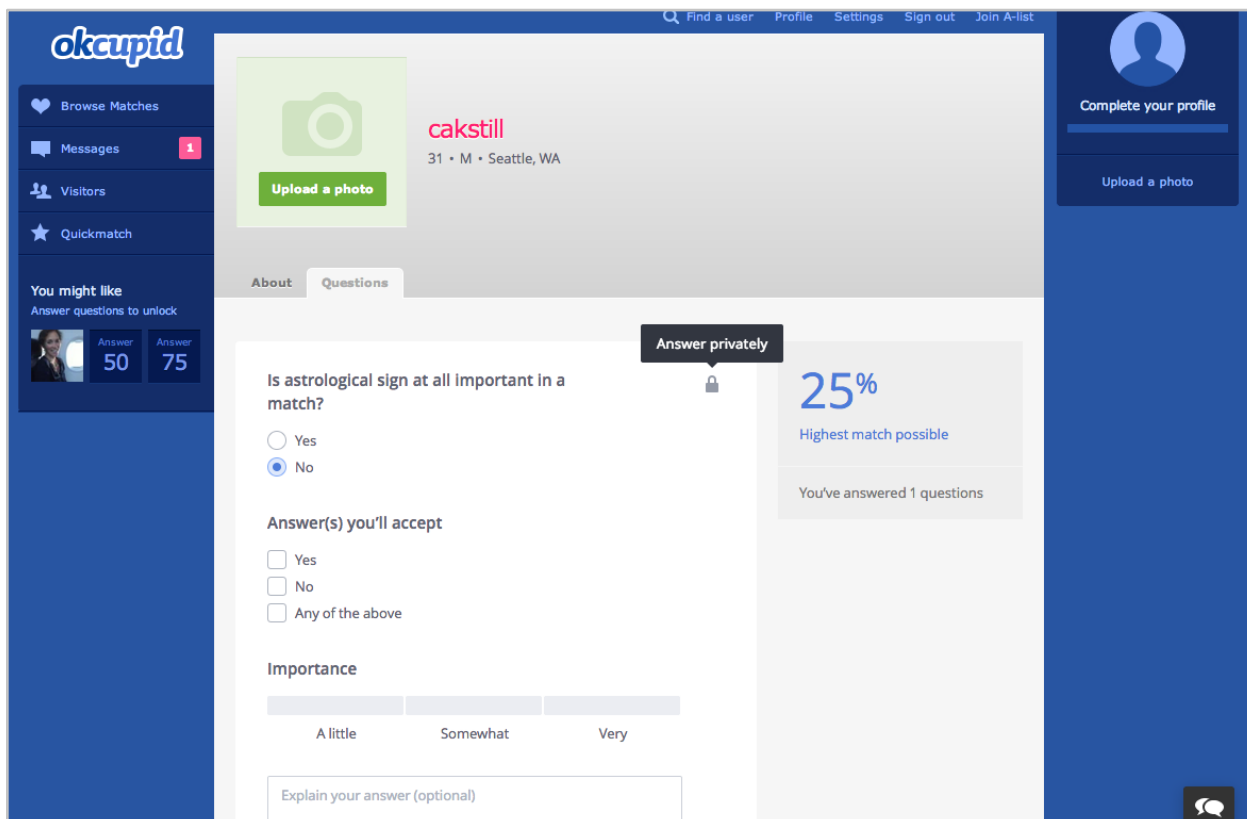 Find a user Profile Settings Sign out Join A-list
okcupid
Browse Matches
Messages 1
Visitors
Quickmatch
You might like
Answer questions to unlock
Answer Answer
50 75
Upload a photo
cakstill
31 • M • Seattle, WA
About Questions
Answer privately
Is astrological sign at all important in a
match?
Yes
No
Answer(s) you'll accept
Yes
No
Any of the above
Importance
A little Somewhat Very
Explain your answer (optional)
25%
Highest match possible
You've answered 1 questions
Complete your profile
Upload a photo